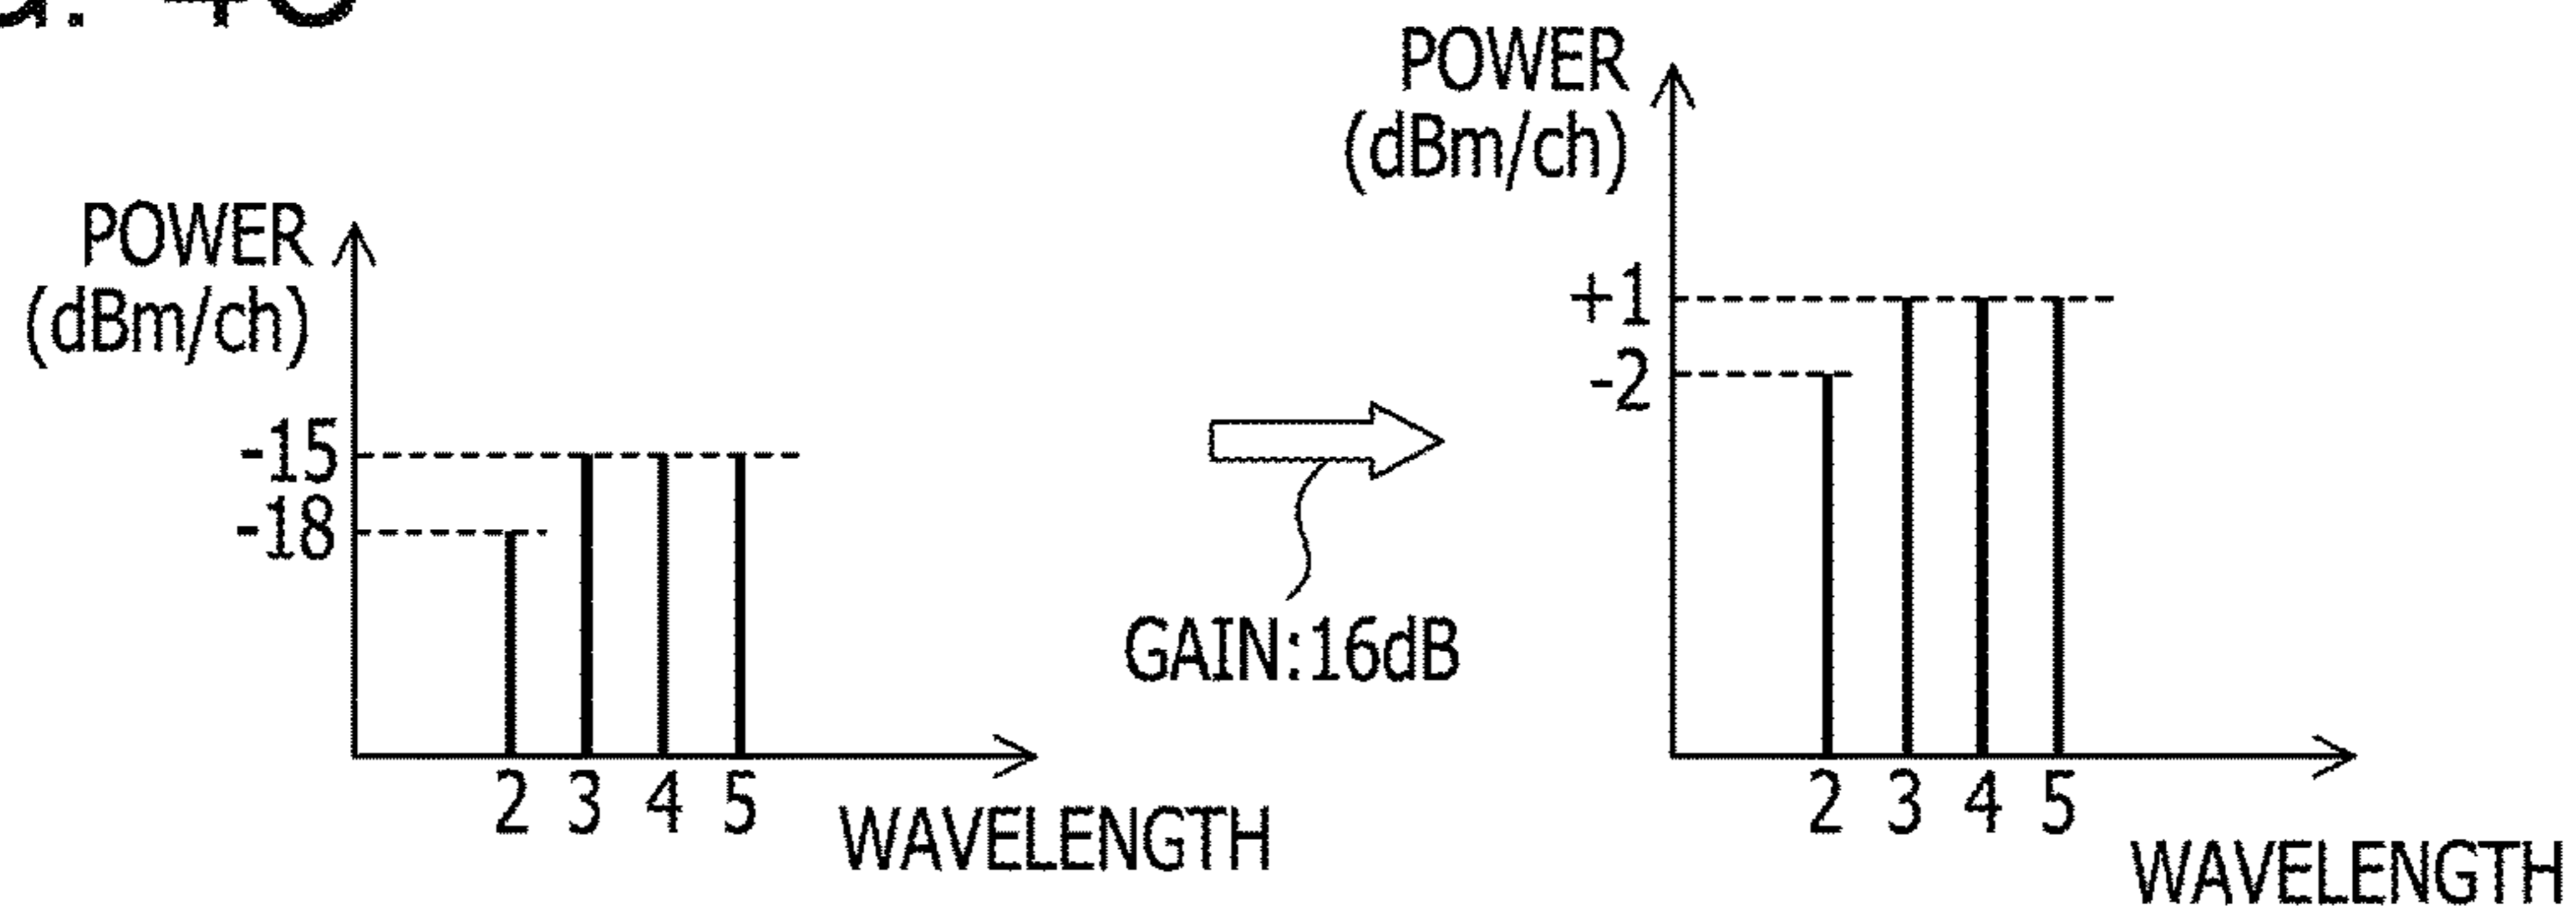 POWER
(dBm/ch)
-15
-18
2 3 4 5
WAVELENGTH
GAIN:16dB
POWER
(dBm/ch)
+1
-2
2 3 4 5
WAVELENGTH